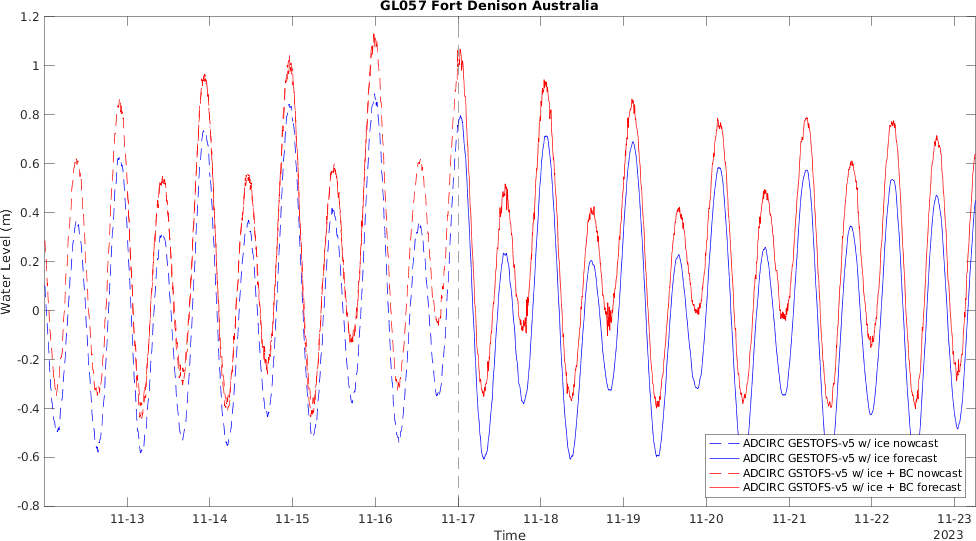 GL057 Fort Denison Australia
1.2
1
0.8
0.6
0.4
0.2
0
-0.2
-0.4
-0.6
-0.8
Water Level (m)
ADCIRC GESTOFS-v5 w/ ice nowcast
ADCIRC GESTOFS-v5 w/ ice forecast
ADCIRC GSTOFS-v5 w/ ice + BC nowcast
ADCIRC GSTOFS-v5 w/ ice + BC forecast
11-13 11-14 11-15 11-16 11-17 11-18 11-19 11-20 11-21 11-22 11-23
Time
2023